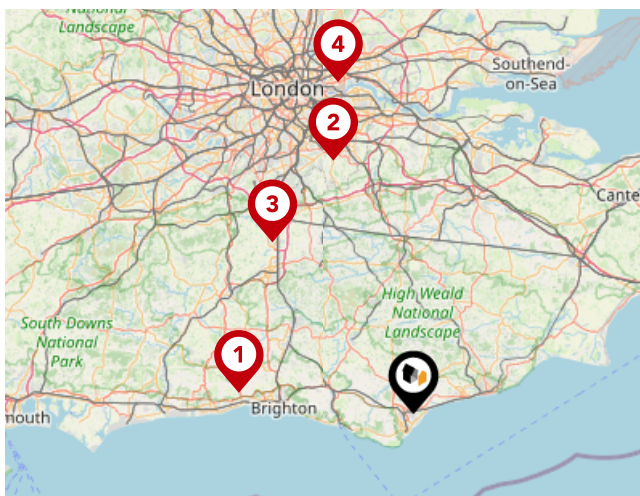 National
Landscape
4
London
Southend-
on-Sea
2
3
Cante
High Weald
National
Landscape
South Downs
National
Park
1
Brighton
mouth